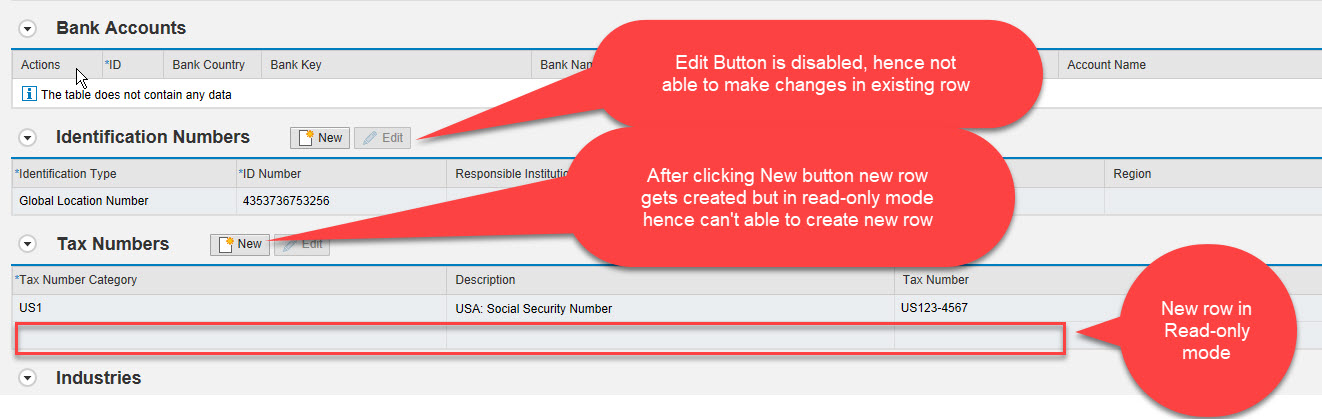 Bank Accounts
Actions *ID Bank Country Bank Key Bank Nam Account Name
The table does not contain any data
Edit Button is disabled, hence not
able to make changes in existing row
Identification Numbers New Edit
*Identification Type *ID Number Responsible Institution Region
Global Location Number 4353736753256
After clicking New button new row
gets created but in read-only mode
hence can't able to create new row
Tax Numbers New Edit
*Tax Number Category Description Tax Number
US1 USA: Social Security Number US123-4567
New row in
Read-only
mode
Industries